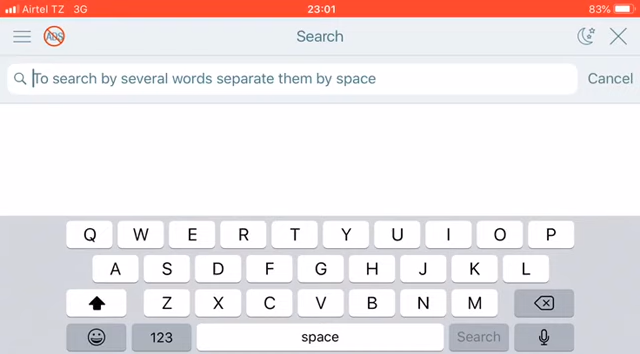 Airtel TZ 3G 23:01 83%
ADS Search
To search by several words separate them by space Cancel
Q W E R T Y U I O P
A S D F G H J K L
Z X C V B N M
123 space Search